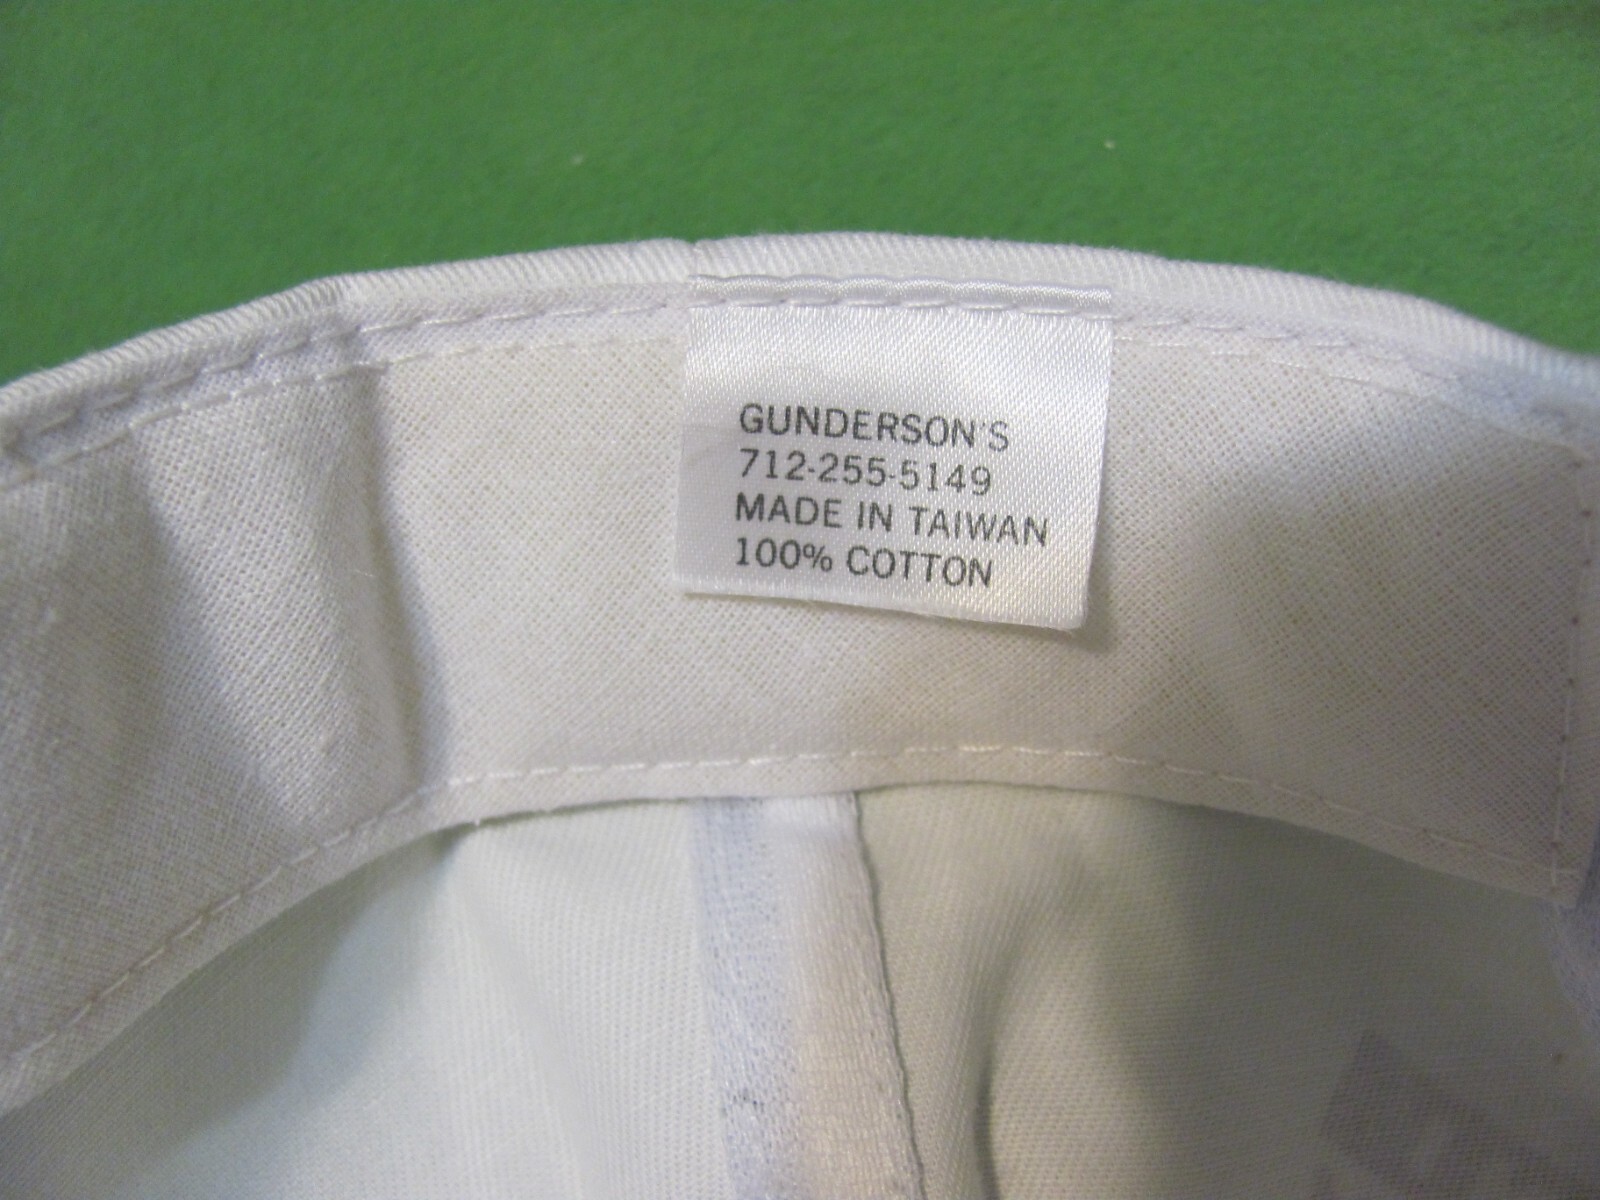 GUNDERSON'S
712-255-5149
MADE IN TAIWAN
100% COTTON